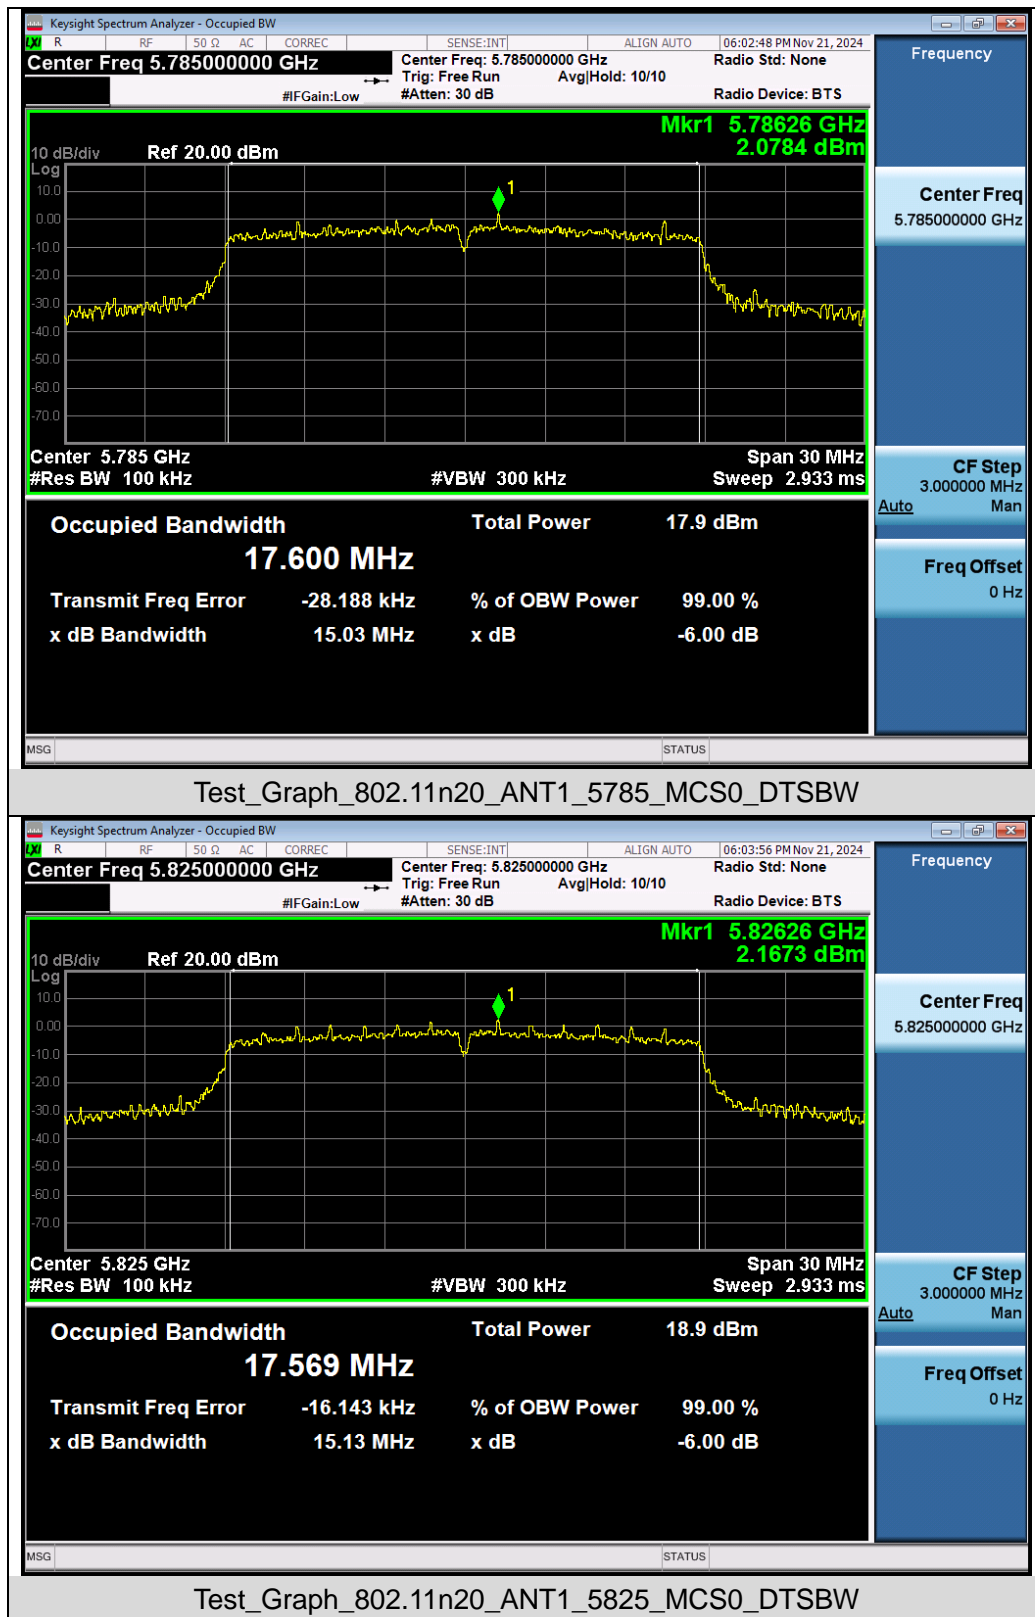 Keysight Spectrum Analyzer - Occupied BW
LXI R RF 50 Ω AC CORREC SENSE:INT ALIGN AUTO 06:02:48 PM Nov 21, 2024
Center Freq 5.785000000 GHz
Center Freq: 5.785000000 GHz
Radio Std: None
Trig: Free Run
Avg|Hold: 10/10
#IFGain:Low
#Atten: 30 dB
Radio Device: BTS
Mkr1 5.78626 GHz
2.0784 dBm
10 dB/div Ref 20.00 dBm
Log
10.0
0.00
-10.0
-20.0
-30.0
-40.0
-50.0
-60.0
-70.0
1
Center 5.785 GHz
Span 30 MHz
#Res BW 100 kHz
#VBW 300 kHz
Sweep 2.933 ms
Occupied Bandwidth
Total Power 17.9 dBm
17.600 MHz
Transmit Freq Error -28.188 kHz % of OBW Power 99.00 %
x dB Bandwidth 15.03 MHz x dB -6.00 dB
MSG
STATUS
Frequency
Center Freq
5.785000000 GHz
CF Step
3.000000 MHz
Auto Man
Freq Offset
0 Hz
Test_Graph_802.11n20_ANT1_5785_MCS0_DTSBW
Keysight Spectrum Analyzer - Occupied BW
LXI R RF 50 Ω AC CORREC SENSE:INT ALIGN AUTO 06:03:56 PM Nov 21, 2024
Center Freq 5.825000000 GHz
Center Freq: 5.825000000 GHz
Radio Std: None
Trig: Free Run
Avg|Hold: 10/10
#IFGain:Low
#Atten: 30 dB
Radio Device: BTS
Mkr1 5.82626 GHz
2.1673 dBm
10 dB/div Ref 20.00 dBm
Log
10.0
0.00
-10.0
-20.0
-30.0
-40.0
-50.0
-60.0
-70.0
1
Center 5.825 GHz
Span 30 MHz
#Res BW 100 kHz
#VBW 300 kHz
Sweep 2.933 ms
Occupied Bandwidth
Total Power 18.9 dBm
17.569 MHz
Transmit Freq Error -16.143 kHz % of OBW Power 99.00 %
x dB Bandwidth 15.13 MHz x dB -6.00 dB
MSG
STATUS
Frequency
Center Freq
5.825000000 GHz
CF Step
3.000000 MHz
Auto Man
Freq Offset
0 Hz
Test_Graph_802.11n20_ANT1_5825_MCS0_DTSBW